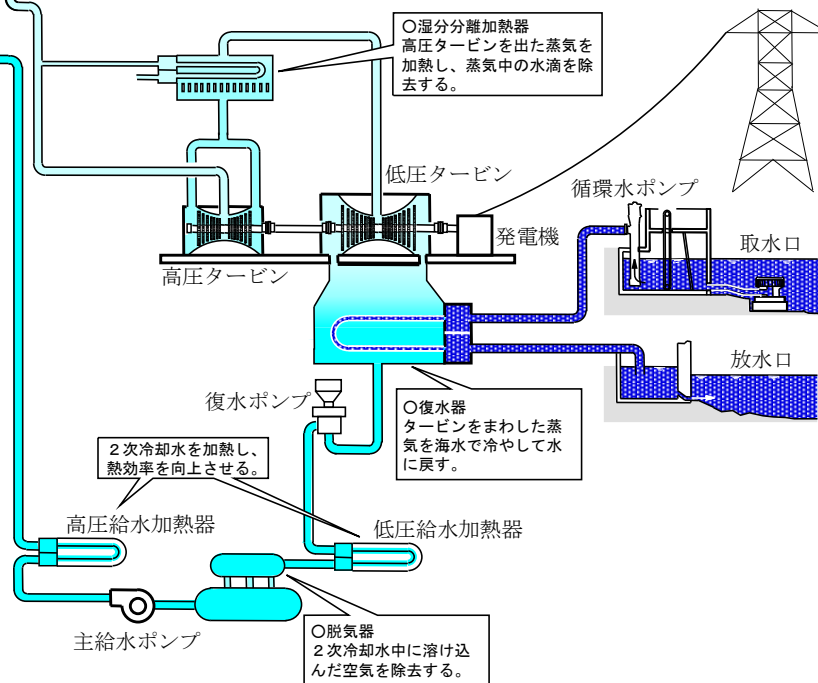 〇湿分分離加熱器
高圧タービンを出た蒸気を
加熱し、蒸気中の水滴を除
去する。
低圧タービン
循環水ポンプ
発電機
取水口
高圧タービン
放水口
復水ポンプ
〇復水器
タービンをまわした蒸
気を海水で冷やして水
に戻す。
２次冷却水を加熱し、
熱効率を向上させる。
高圧給水加熱器
低圧給水加熱器
主給水ポンプ
〇脱気器
２次冷却水中に溶け込
んだ空気を除去する。